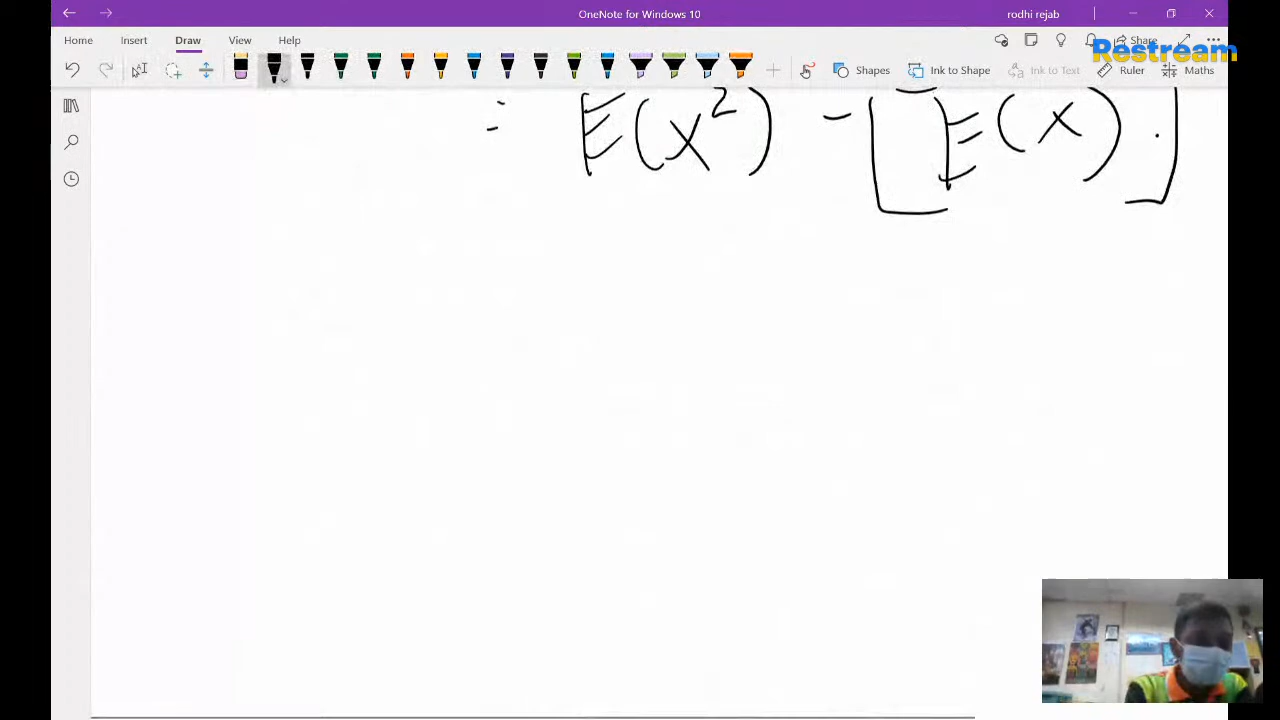 OneNote for Windows 10
rodhi rejab
Home Insert Draw View Help
Share
Restream
Shapes Ink to Shape Ink to Text Ruler Maths
= E(x²) - [E(x)]